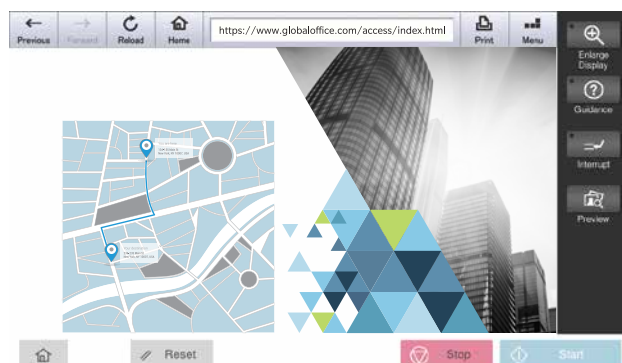 Previous
Forward
Reload
Home
https://www.globaloffice.com/access/index.html
Print
Menu
Enlarge
Display
Guidance
Interrupt
Preview
Reset
Stop
Start